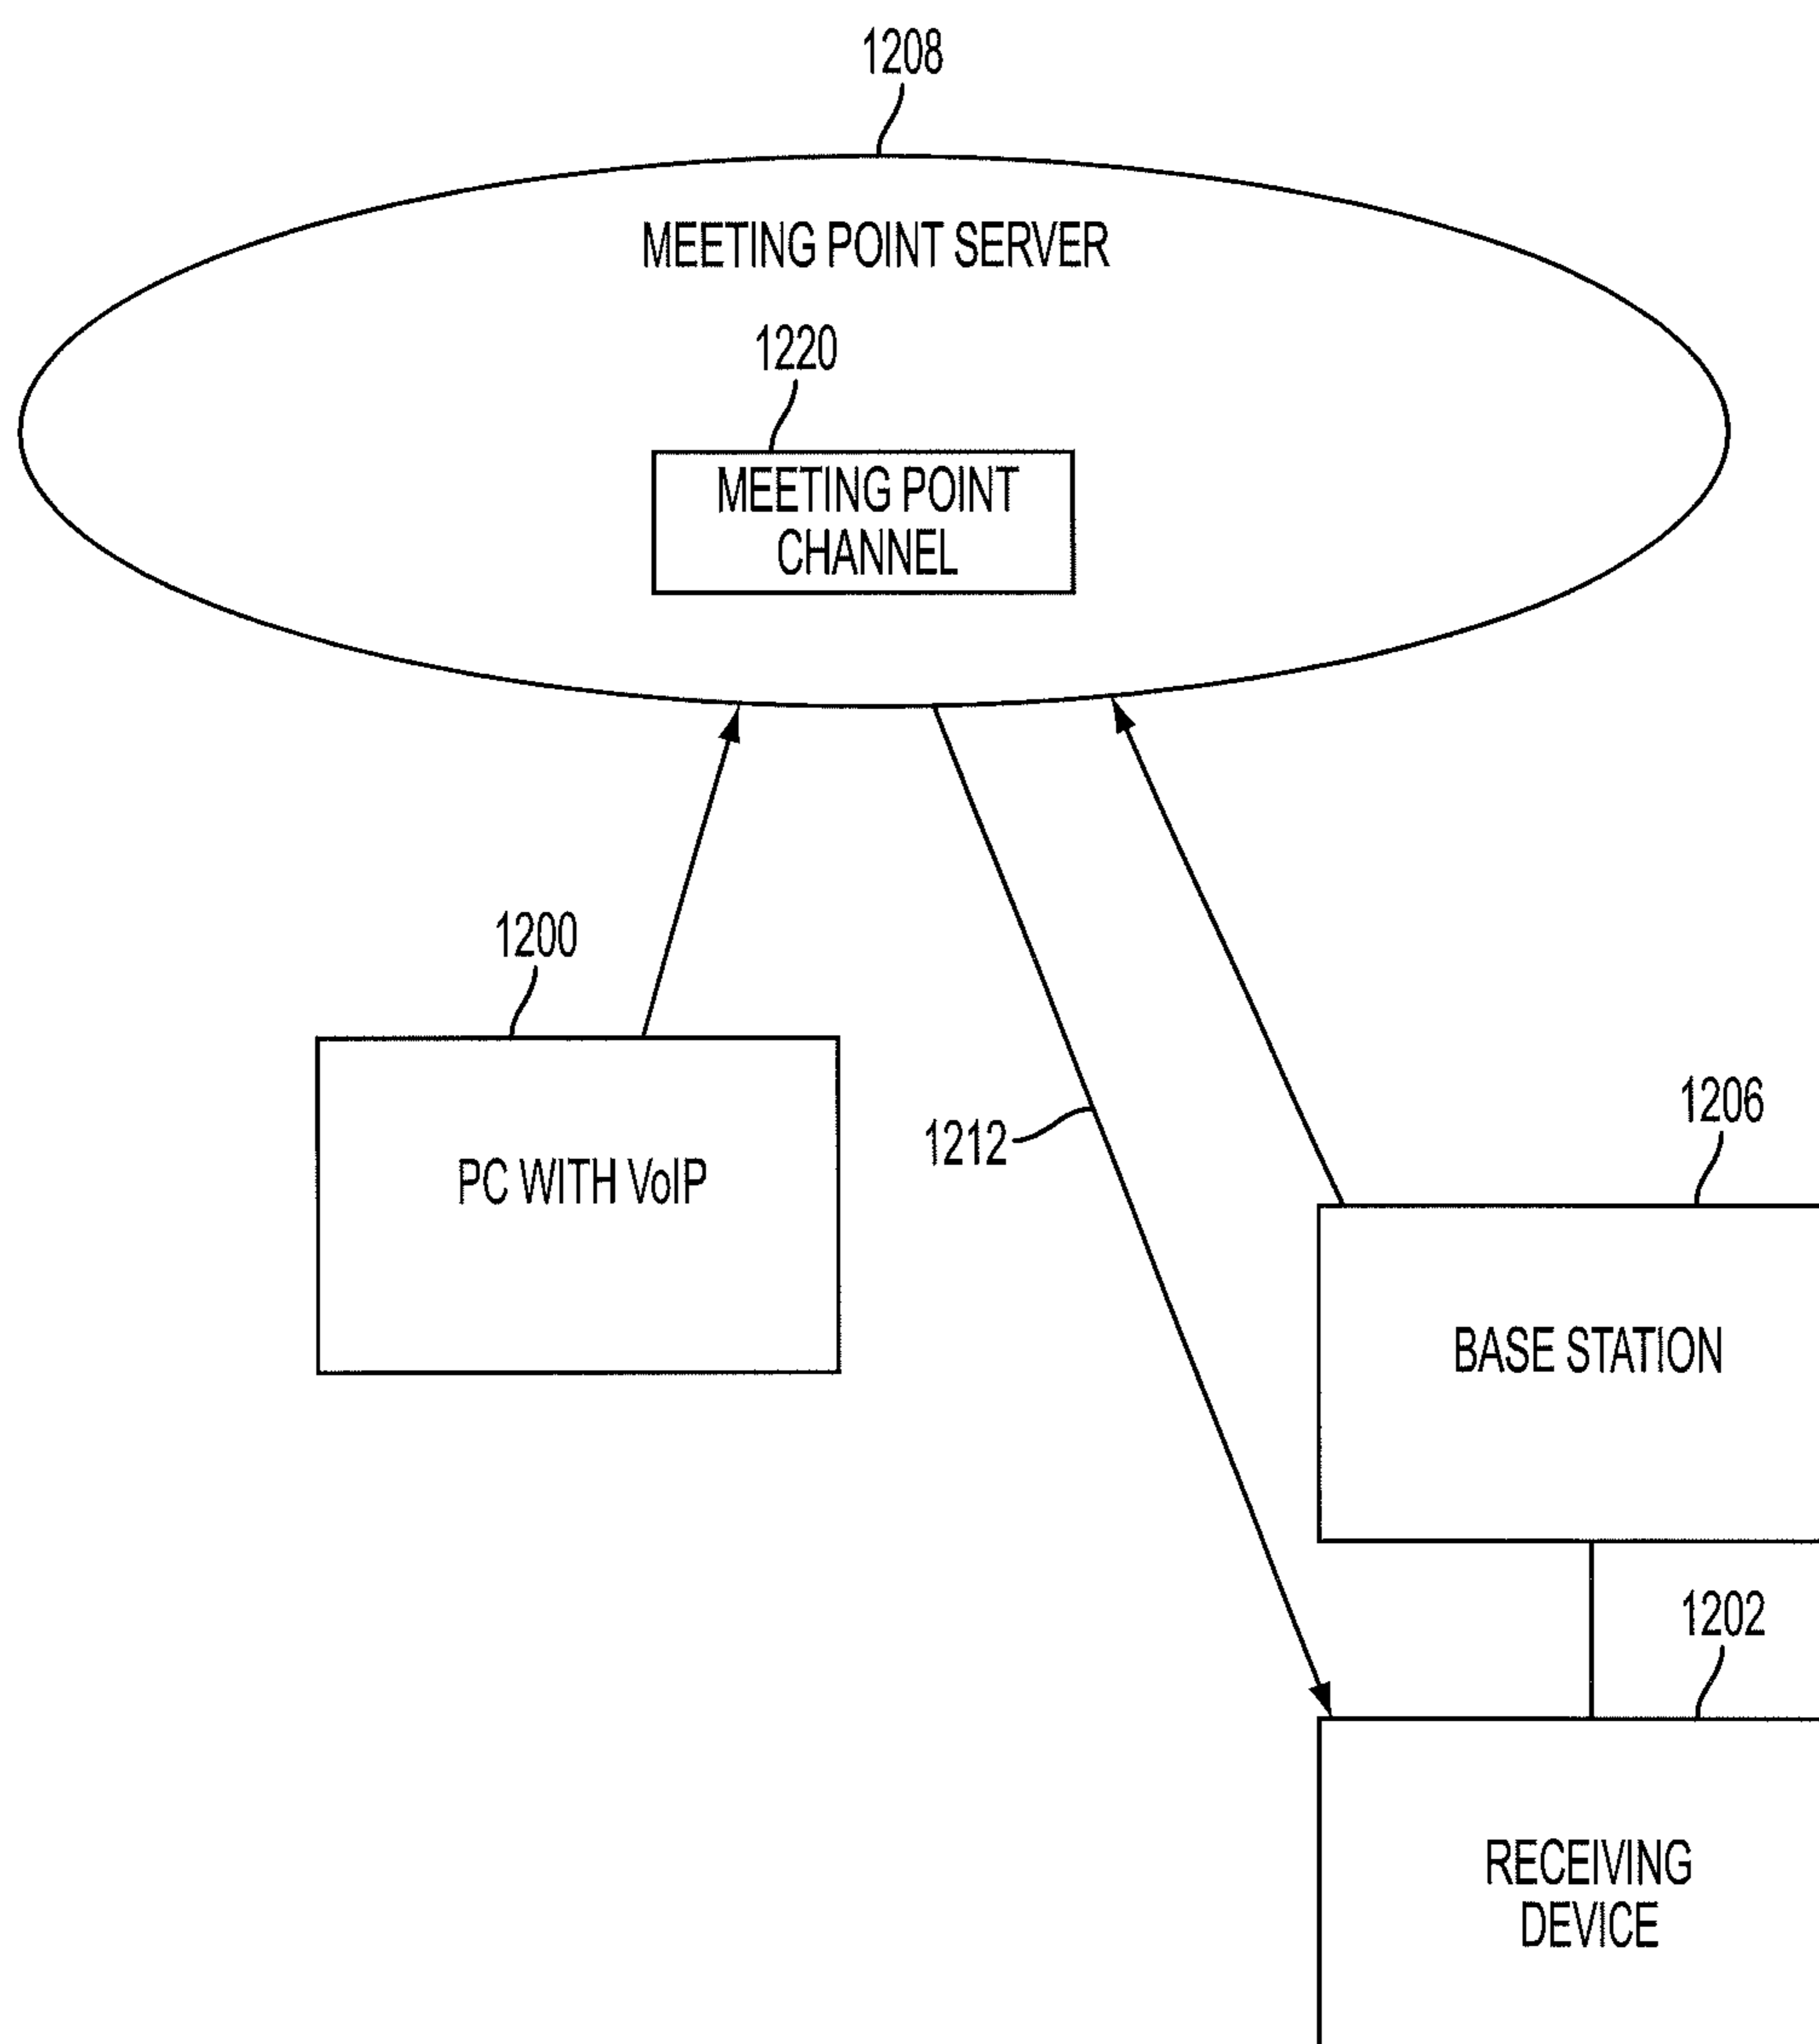 1208
MEETING POINT SERVER
1220
MEETING POINT
CHANNEL
1200
PC WITH VoIP
1212
1206
BASE STATION
1202
RECEIVING
DEVICE